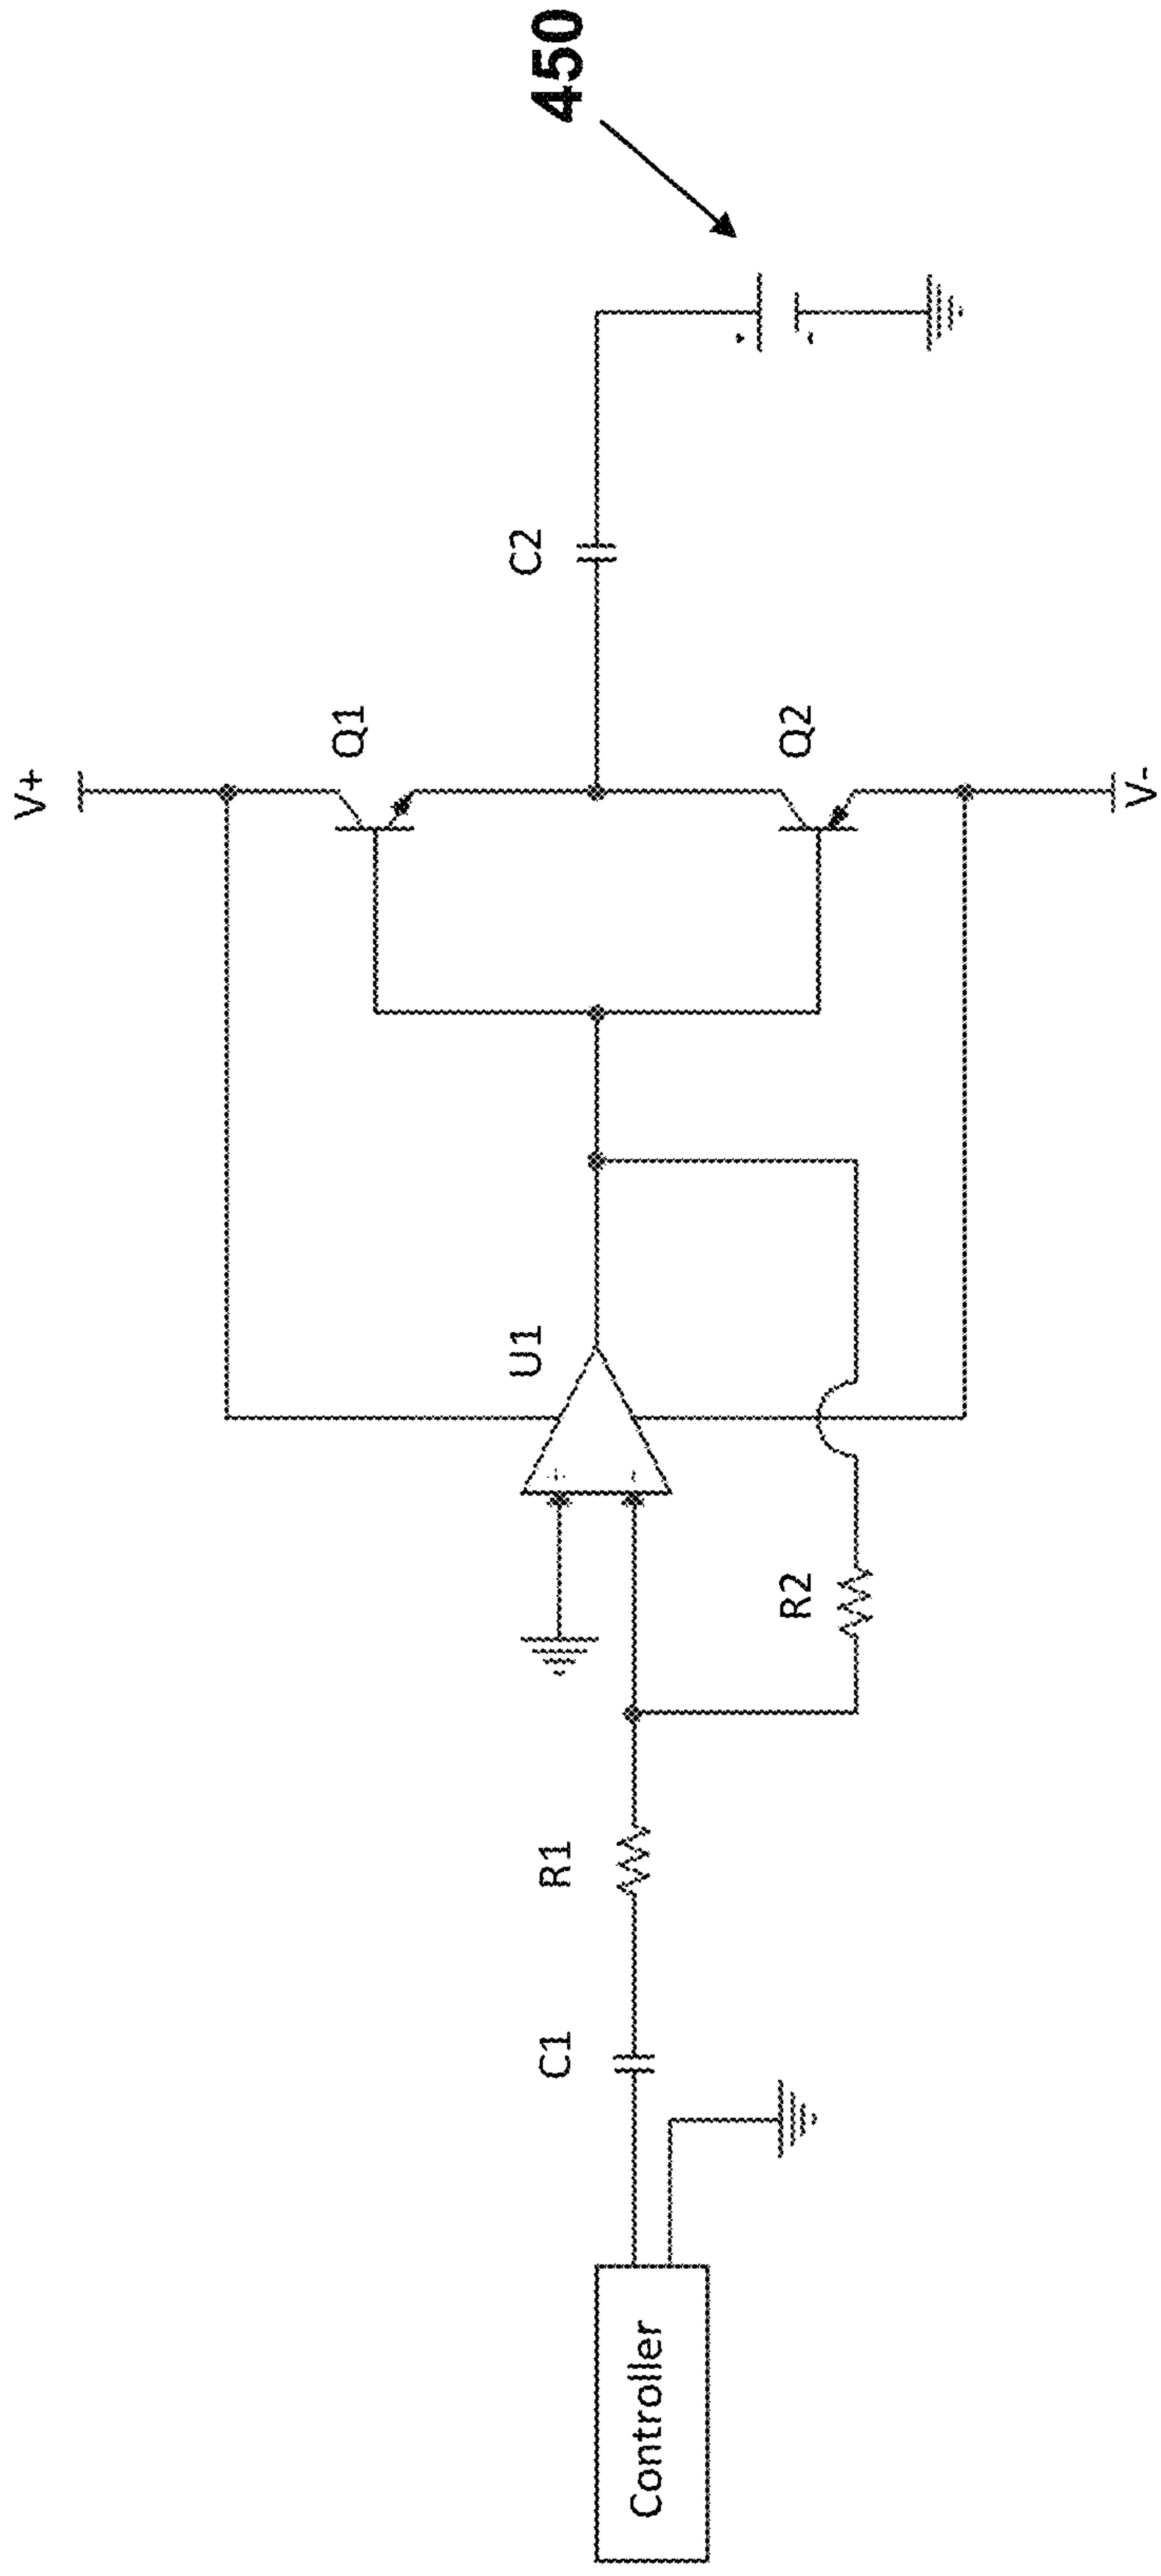 Controller
C1
R1
R2
+
-
U1
V+
Q1
Q2
V-
C2
450